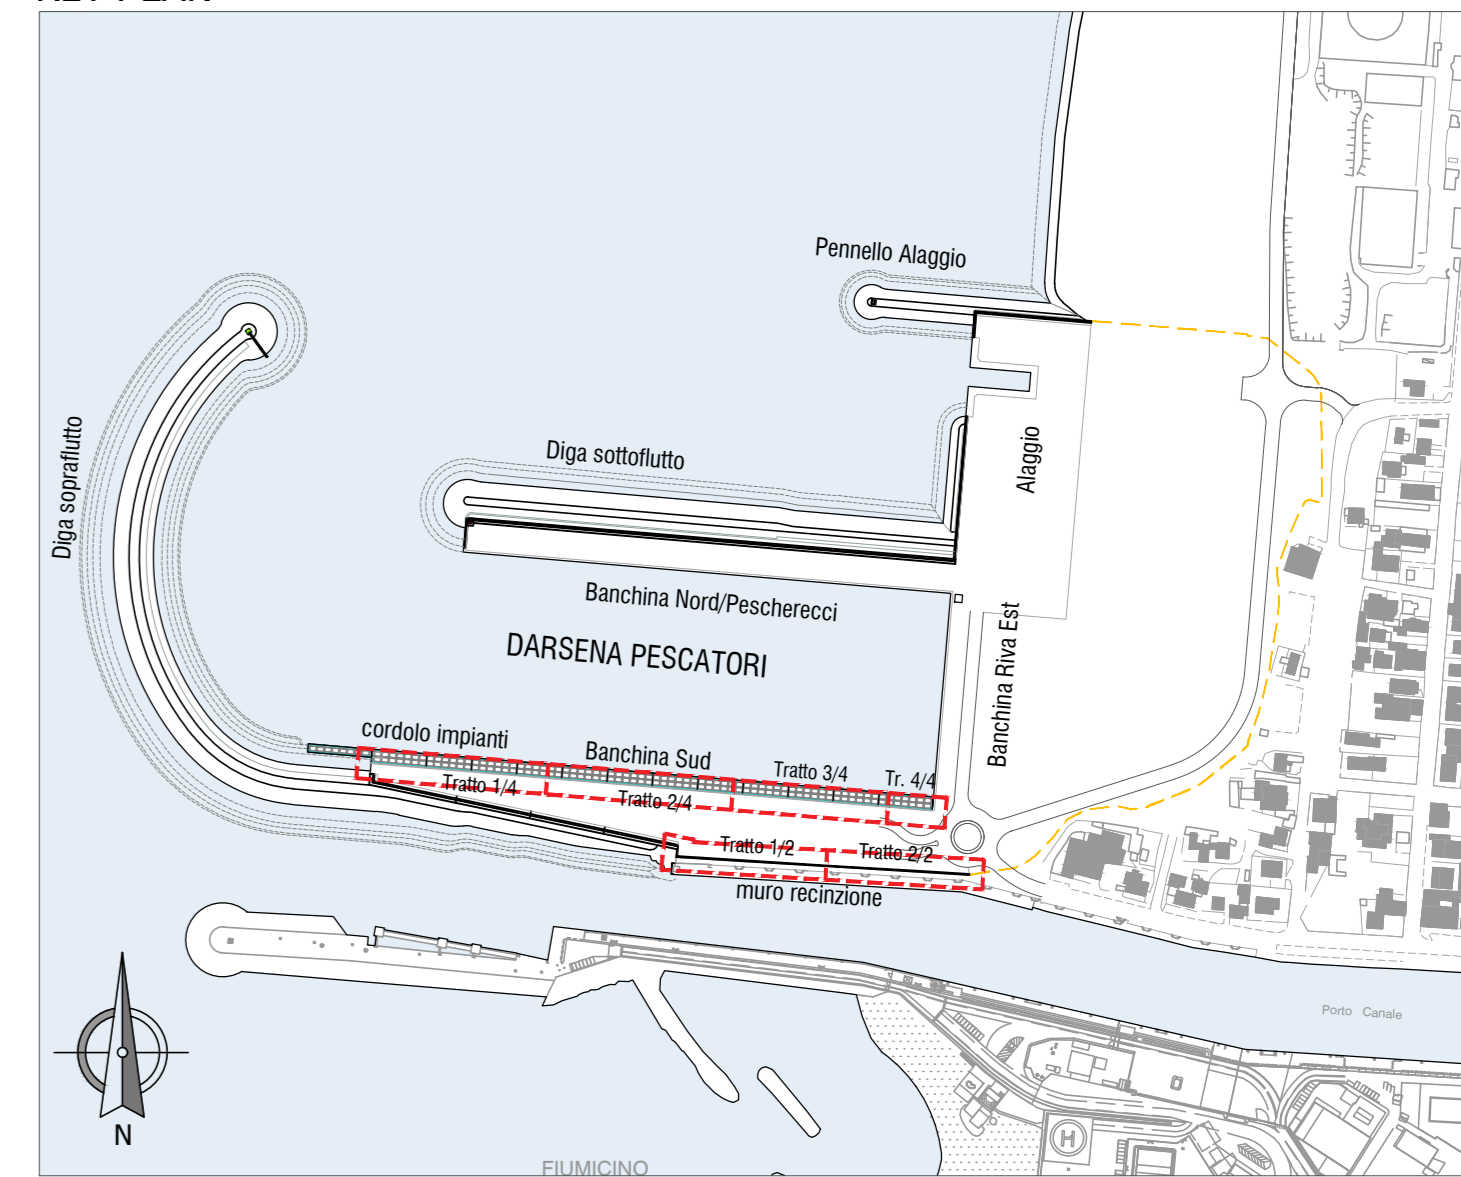 KEY PLAN
Pennello Alaggio
Diga sopraflutto
Diga sottoflutto
Alaggio
Banchina Nord/Pescherecci
DARSENA PESCATORI
Banchina Riva Est
cordolo impianti
Banchina Sud
Tratto 3/4
Tr. 4/4
Tratto 1/4
Tratto 2/4
Tratto 1/2
Tratto 2/2
muro recinzione
Porto Canale
N
H
FIUMICINO